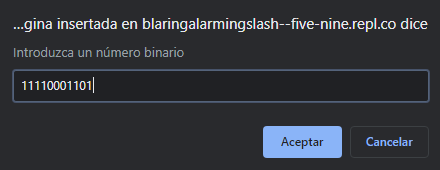 ...gina insertada en blaringalarmingslash--five-nine.repl.co dice
Introduzca un número binario
11110001101
Aceptar
Cancelar